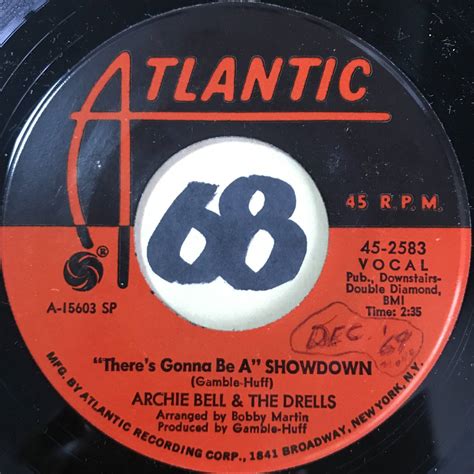 ATLANTIC
68
45 R.P.M.
45-2583
VOCAL
Pub., Downstairs-
Double Diamond,
BMI
Time: 2:35
®
A-15603 SP
DEC. '68
"There's Gonna Be A" SHOWDOWN
(Gamble-Huff)
ARCHIE BELL & THE DRELLS
Arranged by Bobby Martin
Produced by Gamble-Huff
MFG. BY ATLANTIC RECORDING CORP., 1841 BROADWAY, NEW YORK, N.Y.